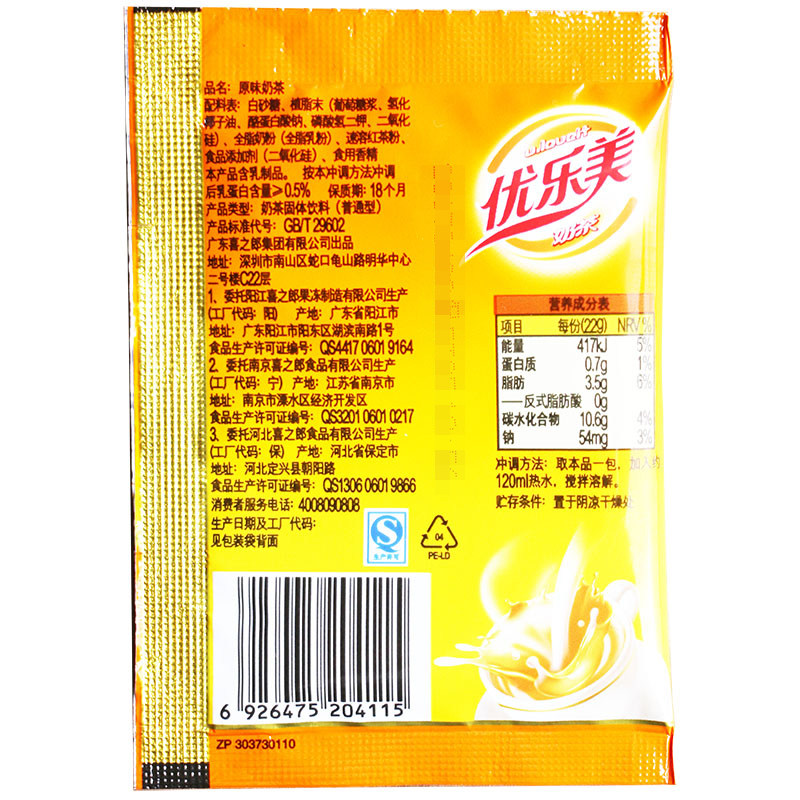 品名：原味奶茶
配料表：白砂糖、植脂末（葡萄糖浆、氢化
椰子油、酪蛋白酸钠、磷酸氢二钾、二氧化
硅）、全脂奶粉（全脂乳粉）、速溶红茶粉、
食品添加剂（二氧化硅）、食用香精
本产品含乳制品。 按本冲调方法冲调
后乳蛋白含量≥0.5% 保质期：18个月
产品类型：奶茶固体饮料（普通型）
产品标准代号：GB/T 29602
广东喜之郎集团有限公司出品
地址：深圳市南山区蛇口龟山路明华中心
二号楼C22层
1、委托阳江喜之郎果冻制造有限公司生产
(工厂代码：阳) 产地：广东省阳江市
地址：广东阳江市阳东区湖滨南路1号
食品生产许可证编号：QS4417 0601 9164
2、委托南京喜之郎食品有限公司生产
(工厂代码：宁) 产地：江苏省南京市
地址：南京市溧水区经济开发区
食品生产许可证编号：QS3201 0601 0217
3、委托河北喜之郎食品有限公司生产
(工厂代码：保) 产地：河北省保定市
地址：河北定兴县朝阳路
食品生产许可证编号：QS1306 0601 9866
消费者服务电话：4008090808
生产日期及工厂代码：
见包装袋背面
生产许可
04
PE-LD
6 926475 204115
ZP 303730110
u.loveit
优乐美
奶茶
营养成分表
项目 每份(22g) NRV%
能量 417kJ 5%
蛋白质 0.7g 1%
脂肪 3.5g 6%
——反式脂肪酸 0g
碳水化合物 10.6g 4%
钠 54mg 3%
冲调方法：取本品一包，加入约
120ml热水，搅拌溶解。
贮存条件：置于阴凉干燥处